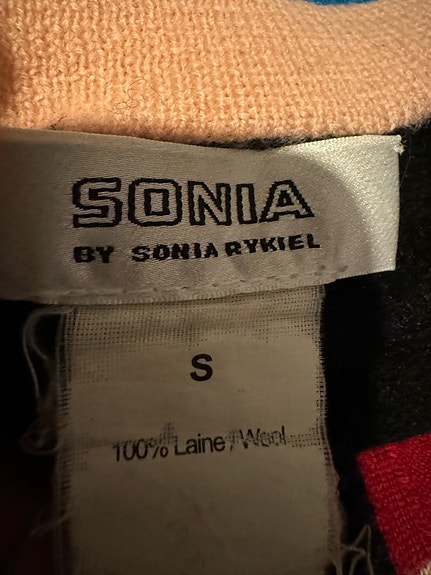 SONIA
BY SONIA RYKIEL
S
100% Laine / Wool